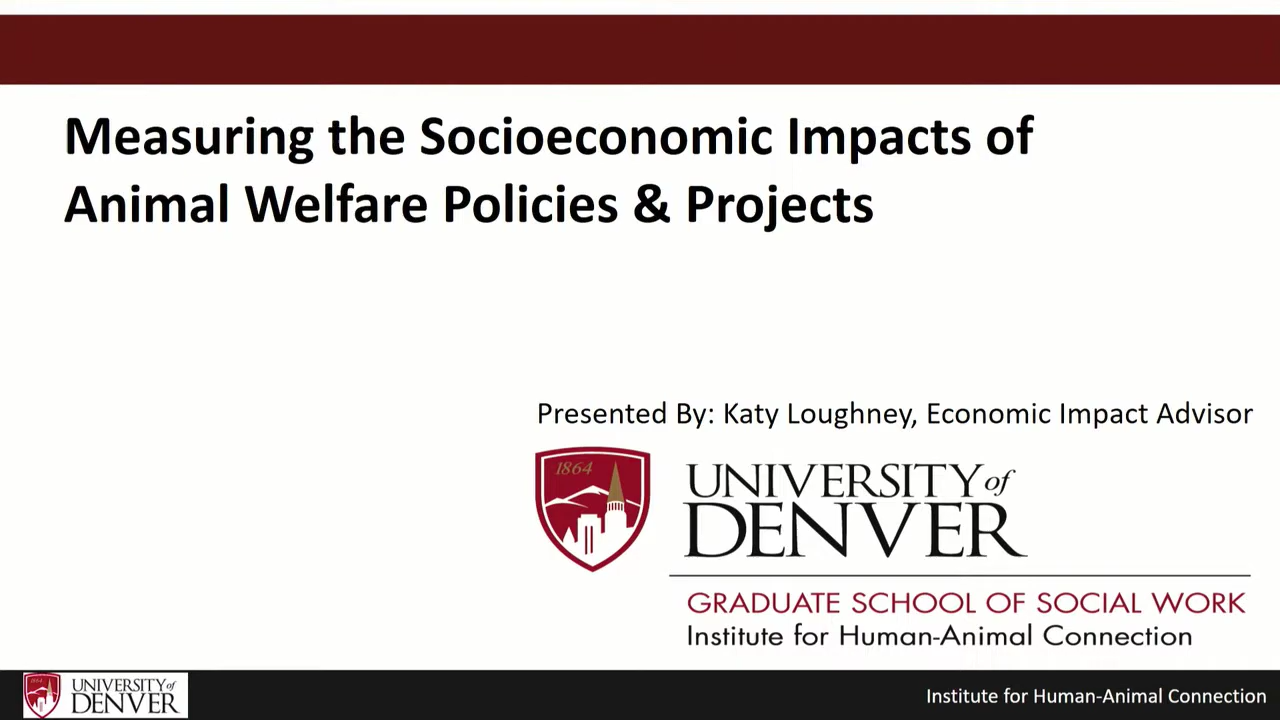 Measuring the Socioeconomic Impacts of
Animal Welfare Policies & Projects
Presented By: Katy Loughney, Economic Impact Advisor
1864
UNIVERSITY of
DENVER
GRADUATE SCHOOL OF SOCIAL WORK
Institute for Human-Animal Connection
1864
UNIVERSITY of
DENVER
Institute for Human-Animal Connection